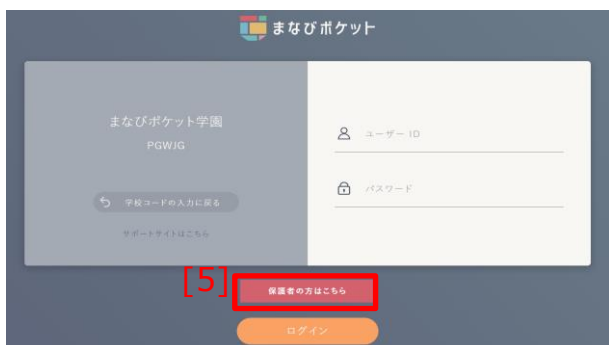 まなびポケット
まなびポケット学園
PGWJG
学校コードの入力に戻る
サポートサイトはこちら
ユーザー ID
パスワード
[5]
保護者の方はこちら
ログイン